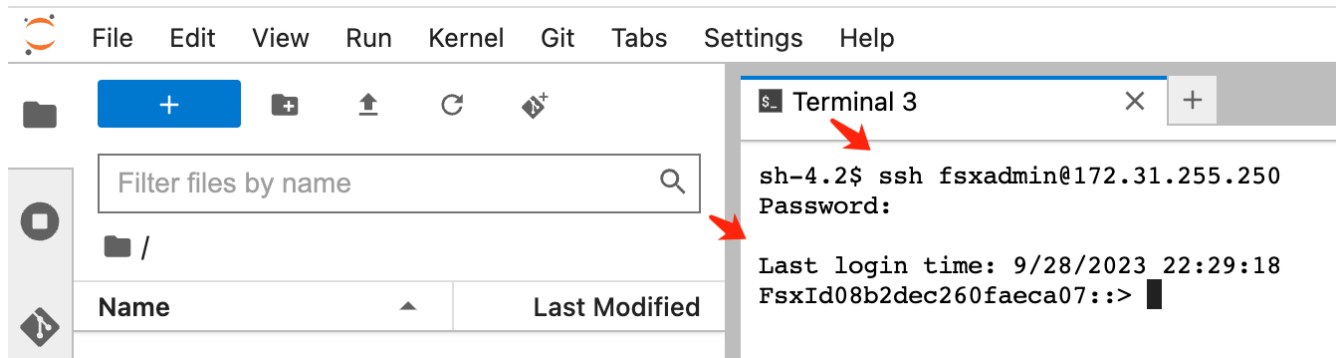 File Edit View Run Kernel Git Tabs Settings Help
+
Filter files by name
/
Name Last Modified
$_ Terminal 3 × +
sh-4.2$ ssh fsxadmin@172.31.255.250
Password:
Last login time: 9/28/2023 22:29:18
FsxId08b2dec260faeca07::>